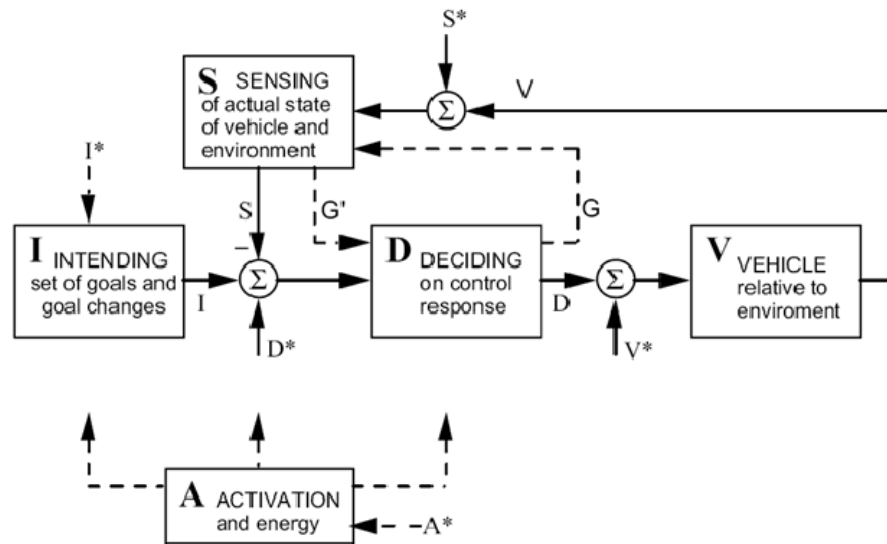 S*
S SENSING
of actual state
of vehicle and
environment
Σ
V
I*
S
G'
G
–
I INTENDING
set of goals and
goal changes
I
Σ
D DECIDING
on control
response
D
Σ
V VEHICLE
relative to
enviroment
D*
V*
A ACTIVATION
and energy
A*